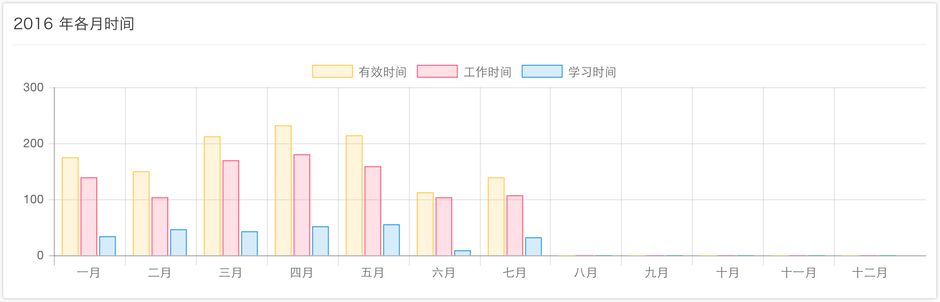 2016 年各月时间
有效时间 工作时间 学习时间
300
200
100
0
一月 二月 三月 四月 五月 六月 七月 八月 九月 十月 十一月 十二月